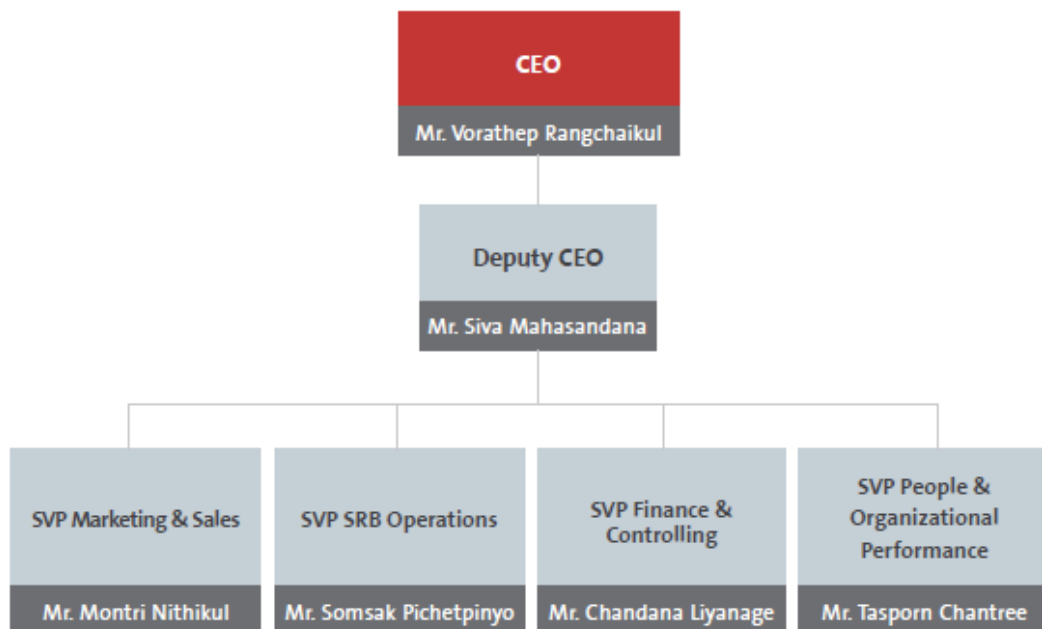 CEO
Mr. Vorathep Rangchaikul
Deputy CEO
Mr. Siva Mahasandana
SVP Marketing & Sales
Mr. Montri Nithikul
SVP SRB Operations
Mr. Somsak Pichetpinyo
SVP Finance &
Controlling
Mr. Chandana Liyanage
SVP People &
Organizational
Performance
Mr. Tasporn Chantree